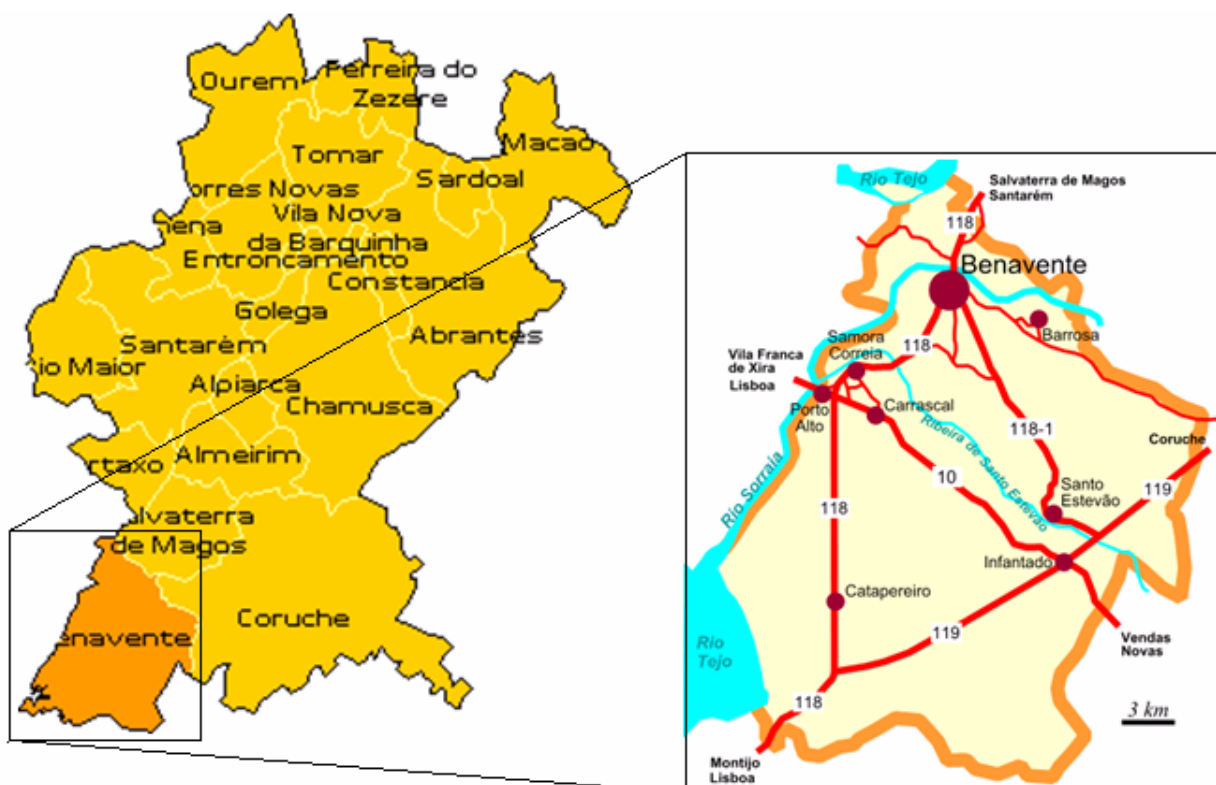 Ourem
Ferreira do
Zezere
Macao
Tomar
Sardoal
orres Novas
Vila Nova
ena
da Barquinha
Entroncamento
Constancia
Golega
Abrantes
Santarém
io Maior
Alpiarca
Chamusca
rtaxo
Almeirim
alvaterra
de Magos
Coruche
enavente
Rio Tejo
Salvaterra de Magos
Santarém
118
Benavente
Barrosa
Samora
Correia
118
Vila Franca
de Xira
Lisboa
Porto
Alto
Carrascal
118-1
Coruche
Ribeira de Santo Estevão
Rio Sorraia
10
119
Santo
Estevão
118
Infantado
Catapereiro
119
Rio
Tejo
Vendas
Novas
118
3 km
Montijo
Lisboa